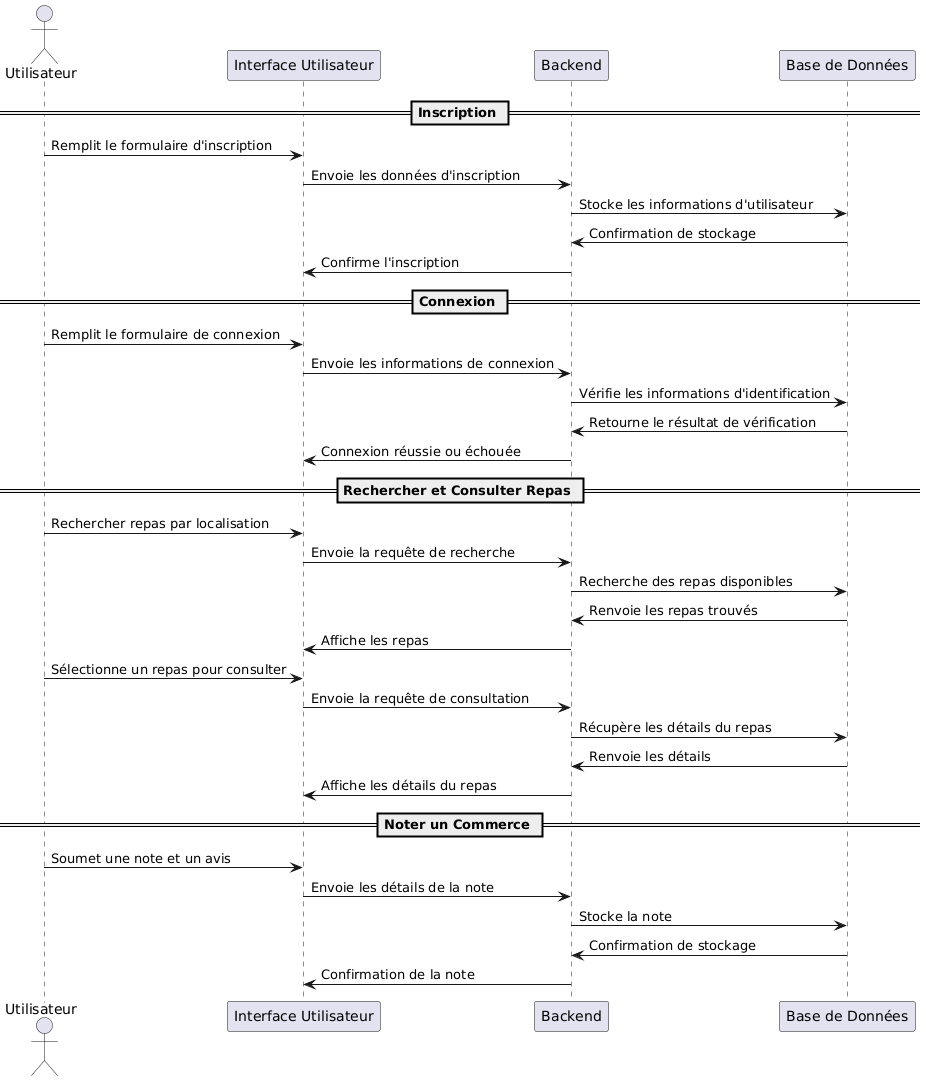 Utilisateur
Interface Utilisateur
Backend
Base de Données
Inscription
Remplit le formulaire d'inscription
Envoie les données d'inscription
Stocke les informations d'utilisateur
Confirmation de stockage
Confirme l'inscription
Connexion
Remplit le formulaire de connexion
Envoie les informations de connexion
Vérifie les informations d'identification
Retourne le résultat de vérification
Connexion réussie ou échouée
Rechercher et Consulter Repas
Rechercher repas par localisation
Envoie la requête de recherche
Recherche des repas disponibles
Renvoie les repas trouvés
Affiche les repas
Sélectionne un repas pour consulter
Envoie la requête de consultation
Récupère les détails du repas
Renvoie les détails
Affiche les détails du repas
Noter un Commerce
Soumet une note et un avis
Envoie les détails de la note
Stocke la note
Confirmation de stockage
Confirmation de la note
Utilisateur
Interface Utilisateur
Backend
Base de Données